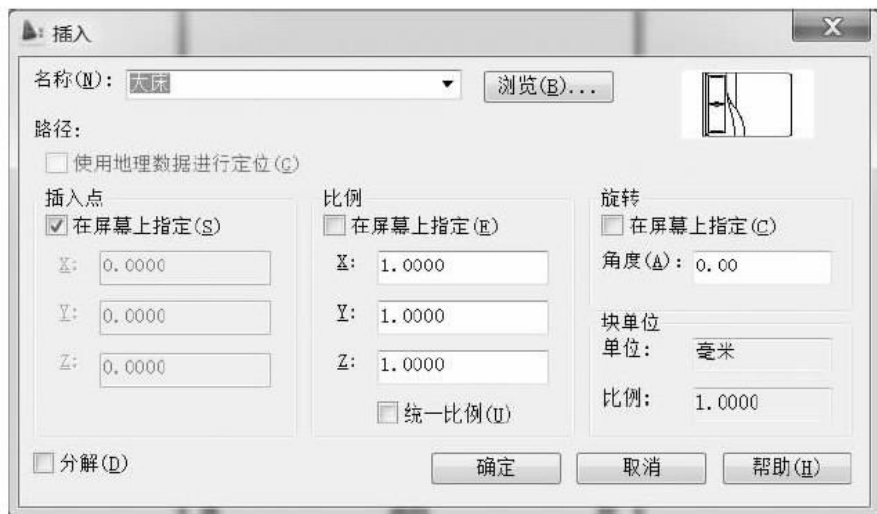 插入
名称(N): 大床 浏览(B)...
路径:
使用地理数据进行定位(G)
插入点 比例 旋转
在屏幕上指定(S) 在屏幕上指定(E) 在屏幕上指定(C)
X: 0.0000 X: 1.0000 角度(A): 0.00
Y: 0.0000 Y: 1.0000 块单位
Z: 0.0000 Z: 1.0000 单位: 毫米
统一比例(U) 比例: 1.0000
分解(D) 确定 取消 帮助(H)